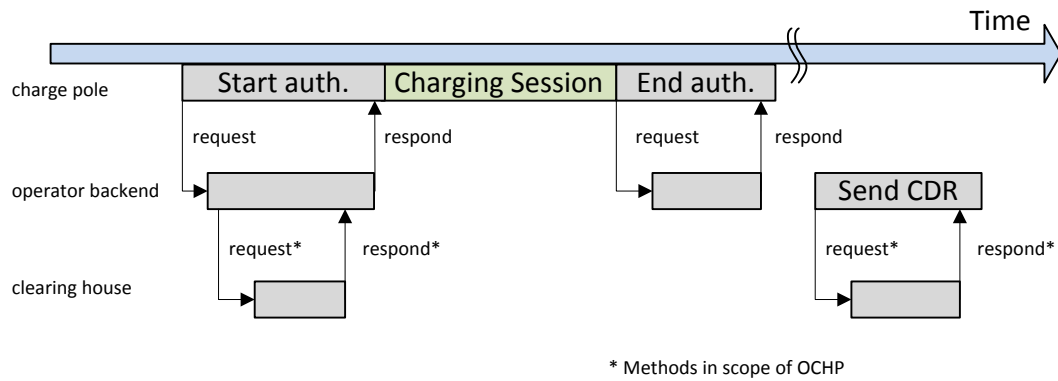 Time
charge pole
Start auth. Charging Session End auth.
request respond request respond
operator backend
Send CDR
request* respond* request* respond*
clearing house
* Methods in scope of OCHP